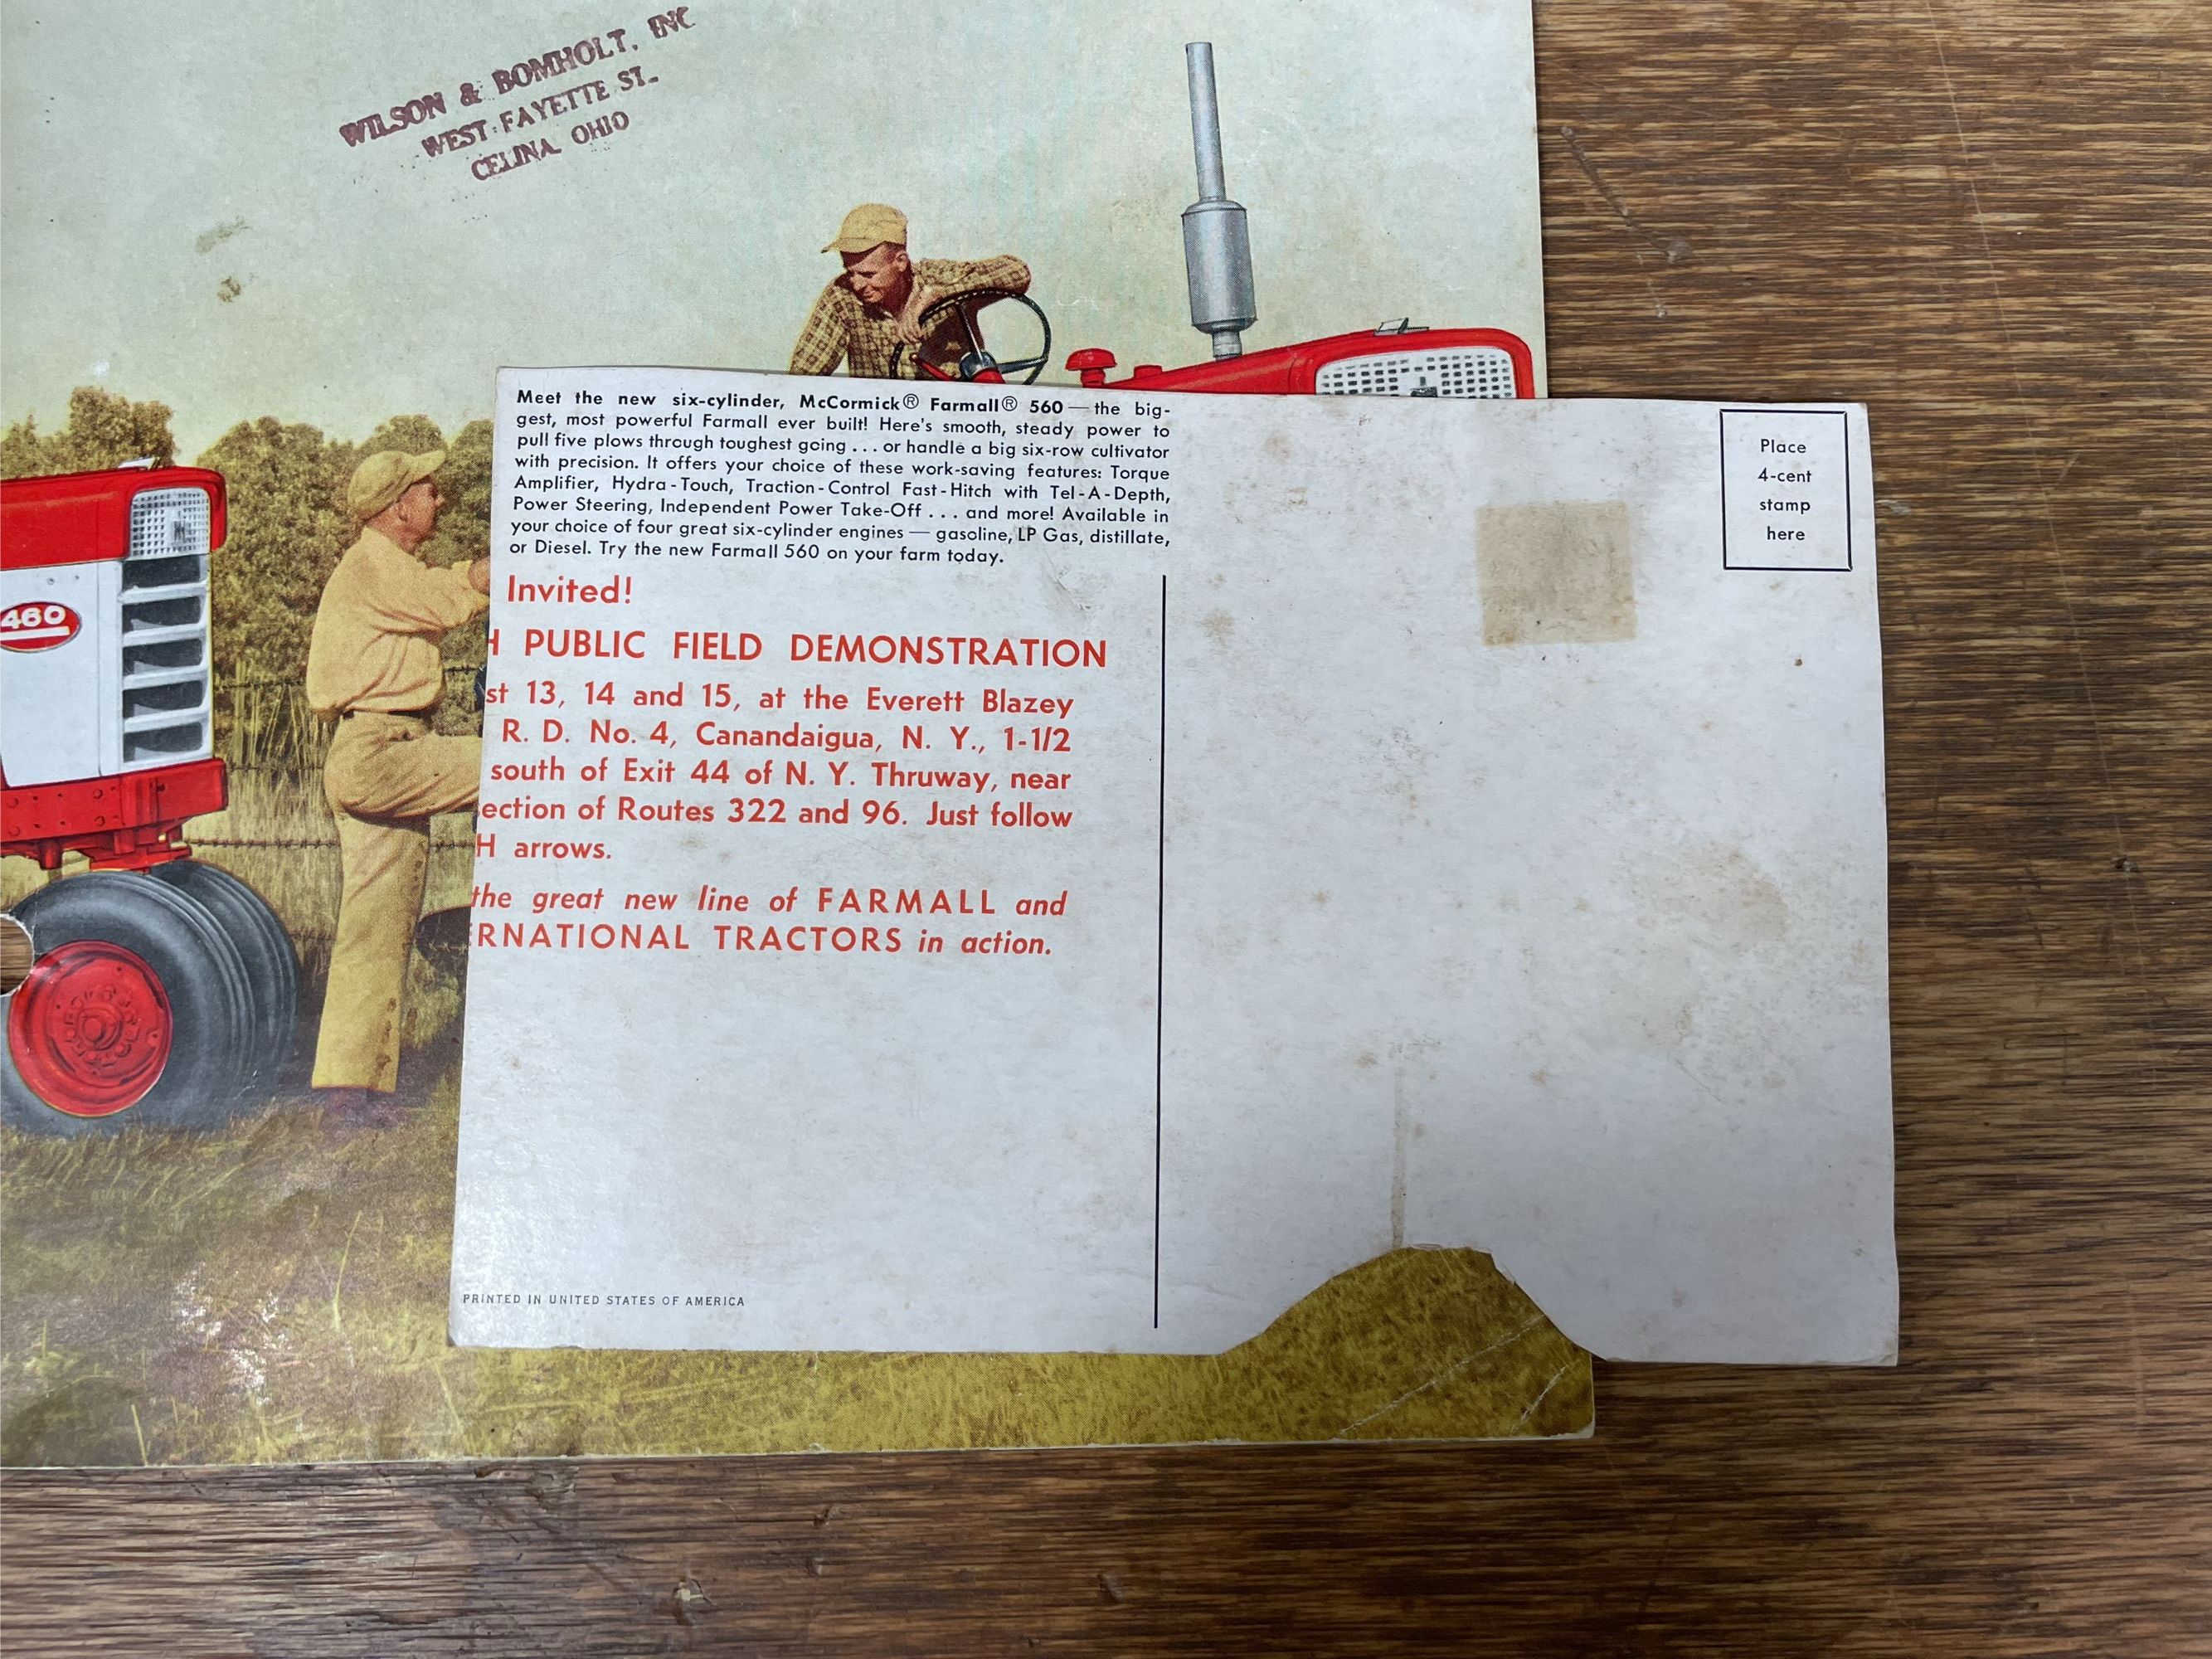 WILSON & BOMHOLT, INC
WEST FAYETTE ST.
CELINA, OHIO
460
Meet the new six-cylinder, McCormick® Farmall® 560 — the big-
gest, most powerful Farmall ever built! Here's smooth, steady power to
pull five plows through toughest going . . . or handle a big six-row cultivator
with precision. It offers your choice of these work-saving features: Torque
Amplifier, Hydra-Touch, Traction-Control Fast-Hitch with Tel-A-Depth,
Power Steering, Independent Power Take-Off . . . and more! Available in
your choice of four great six-cylinder engines — gasoline, LP Gas, distillate,
or Diesel. Try the new Farmall 560 on your farm today.
Invited!
H PUBLIC FIELD DEMONSTRATION
st 13, 14 and 15, at the Everett Blazey
R. D. No. 4, Canandaigua, N. Y., 1-1/2
south of Exit 44 of N. Y. Thruway, near
ection of Routes 322 and 96. Just follow
H arrows.
the great new line of FARMALL and
ERNATIONAL TRACTORS in action.
PRINTED IN UNITED STATES OF AMERICA
Place
4-cent
stamp
here